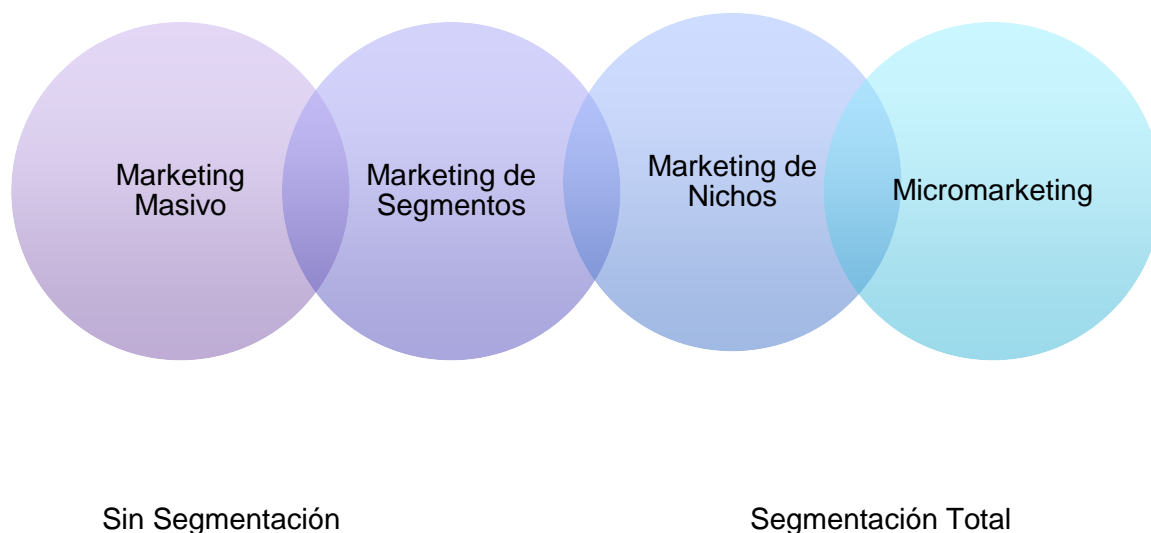 Marketing
Masivo
Marketing de
Segmentos
Marketing de
Nichos
Micromarketing
Sin Segmentación
Segmentación Total